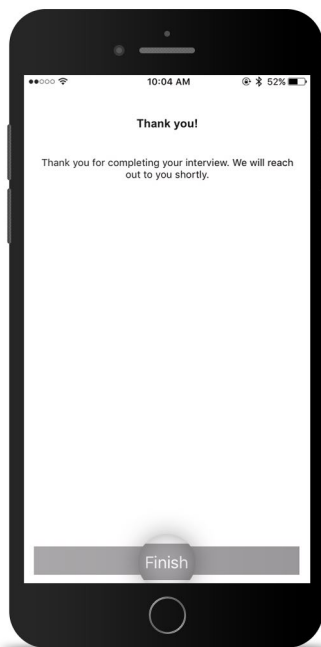 10:04 AM
52%
Thank you!
Thank you for completing your interview. We will reach
out to you shortly.
Finish